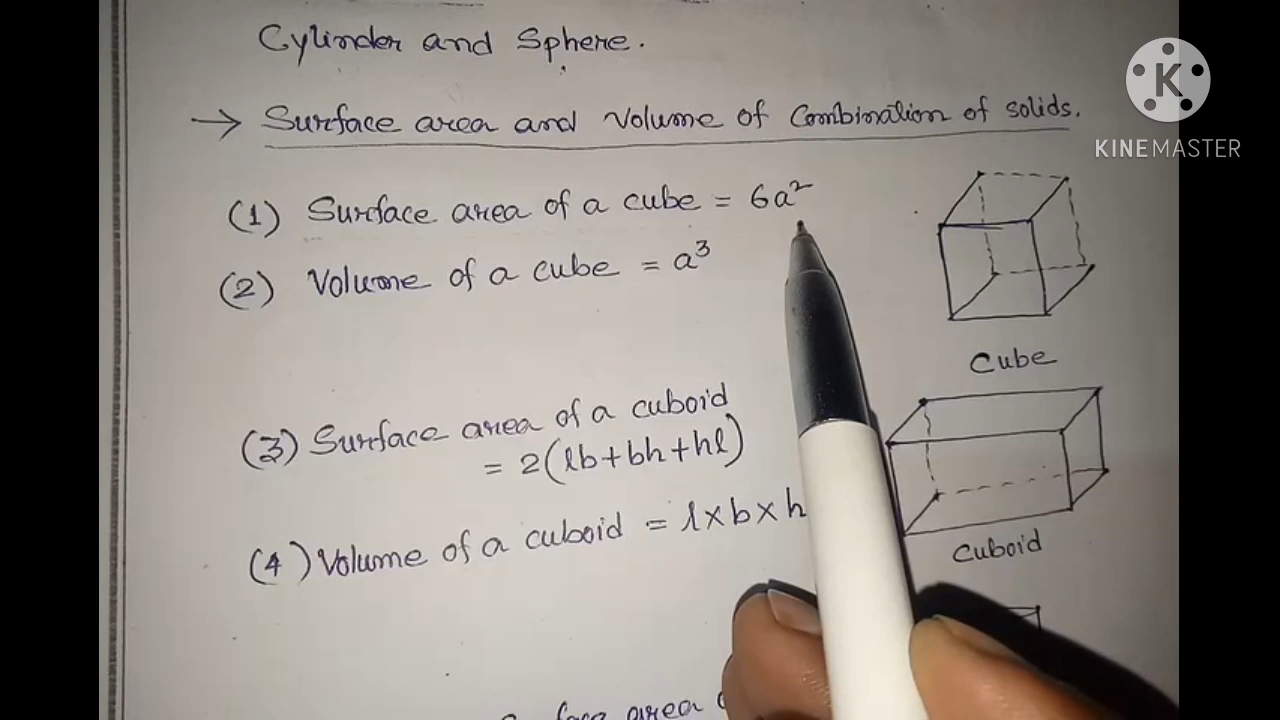 Cylinder and Sphere.
→ Surface area and Volume of Combination of solids.
(1) Surface area of a cube = 6a²
(2) Volume of a cube = a³
Cube
(3) Surface area of a cuboid
= 2(lb+bh+hl)
(4) Volume of a cuboid = l×b×h
Cuboid
area
K
KINEMASTER